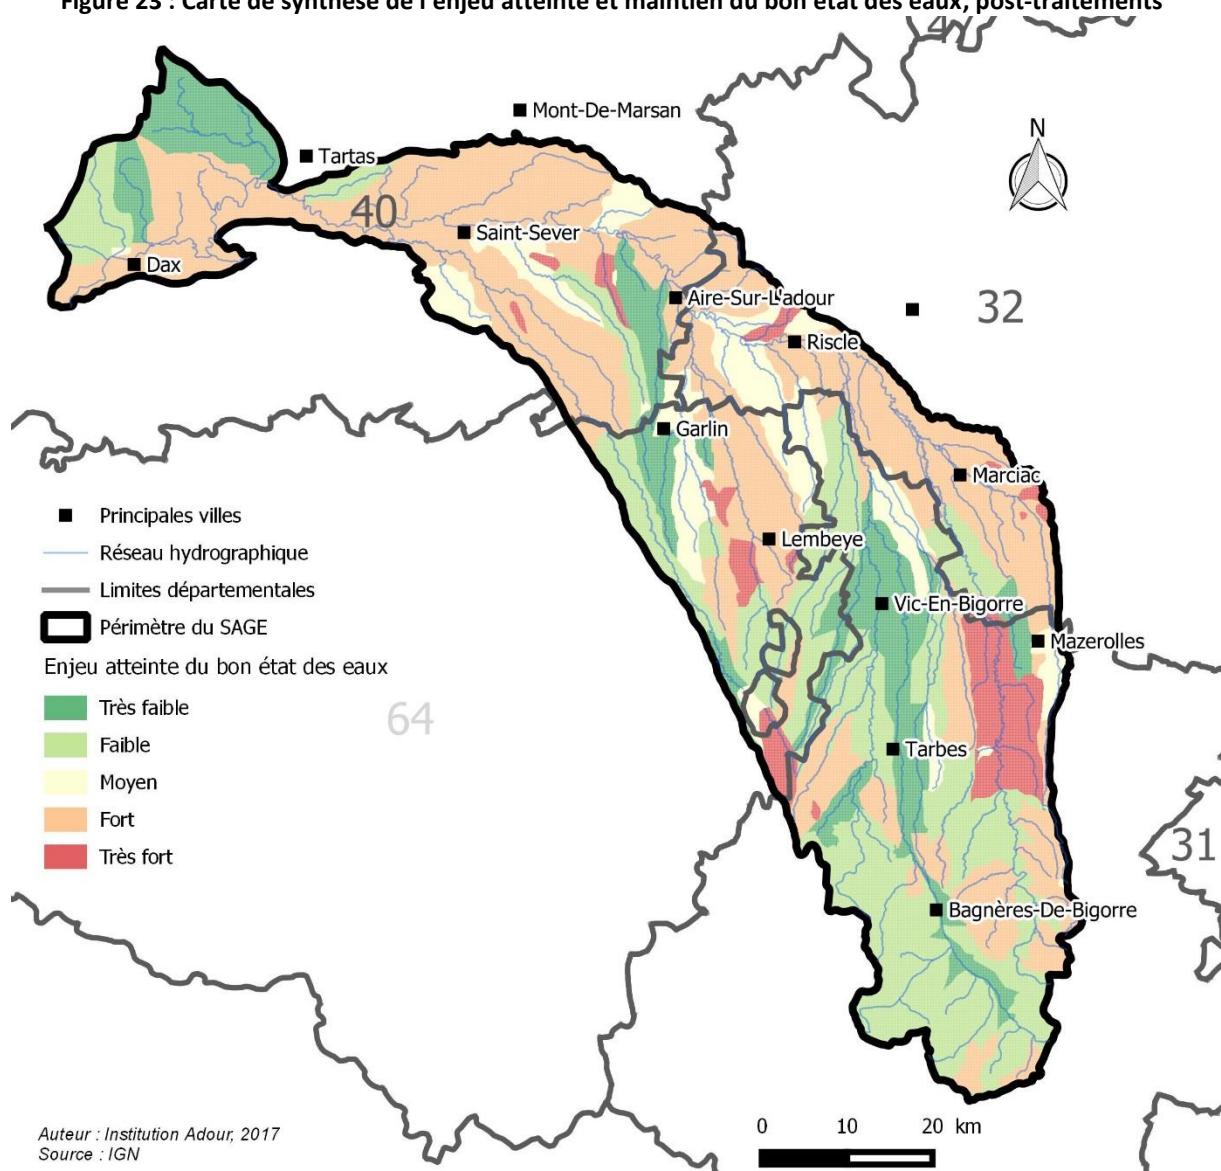 Figure 23 : Carte de synthèse de l'enjeu atteinte et maintien du bon état des eaux, post-traitements
47
Mont-De-Marsan
N
Tartas
40
Saint-Sever
Dax
Aire-Sur-L'adour
32
Riscle
Garlin
Marciac
Principales villes
Lembeye
Réseau hydrographique
Limites départementales
Vic-En-Bigorre
Périmètre du SAGE
Mazerolles
Enjeu atteinte du bon état des eaux
Très faible
64
Faible
Tarbes
Moyen
Fort
31
Très fort
Bagnères-De-Bigorre
0 10 20 km
Auteur : Institution Adour, 2017
Source : IGN